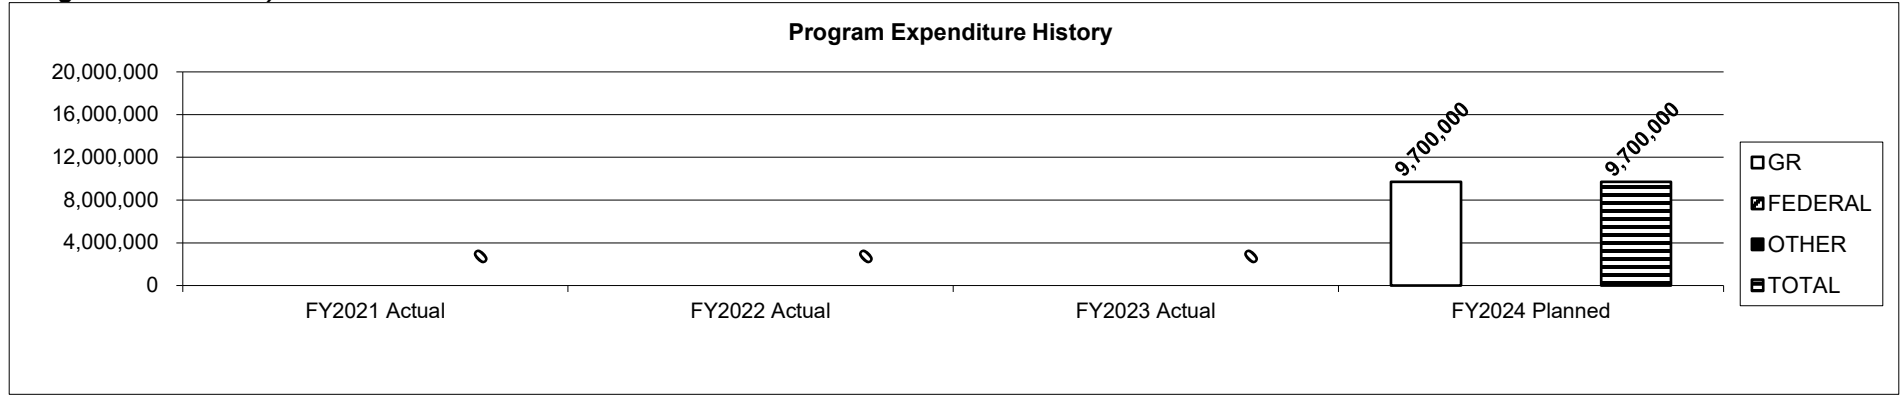 Program Expenditure History
20,000,000
16,000,000
12,000,000
8,000,000
4,000,000
0
0
0
0
9,700,000
9,700,000
FY2021 Actual
FY2022 Actual
FY2023 Actual
FY2024 Planned
GR
FEDERAL
OTHER
TOTAL